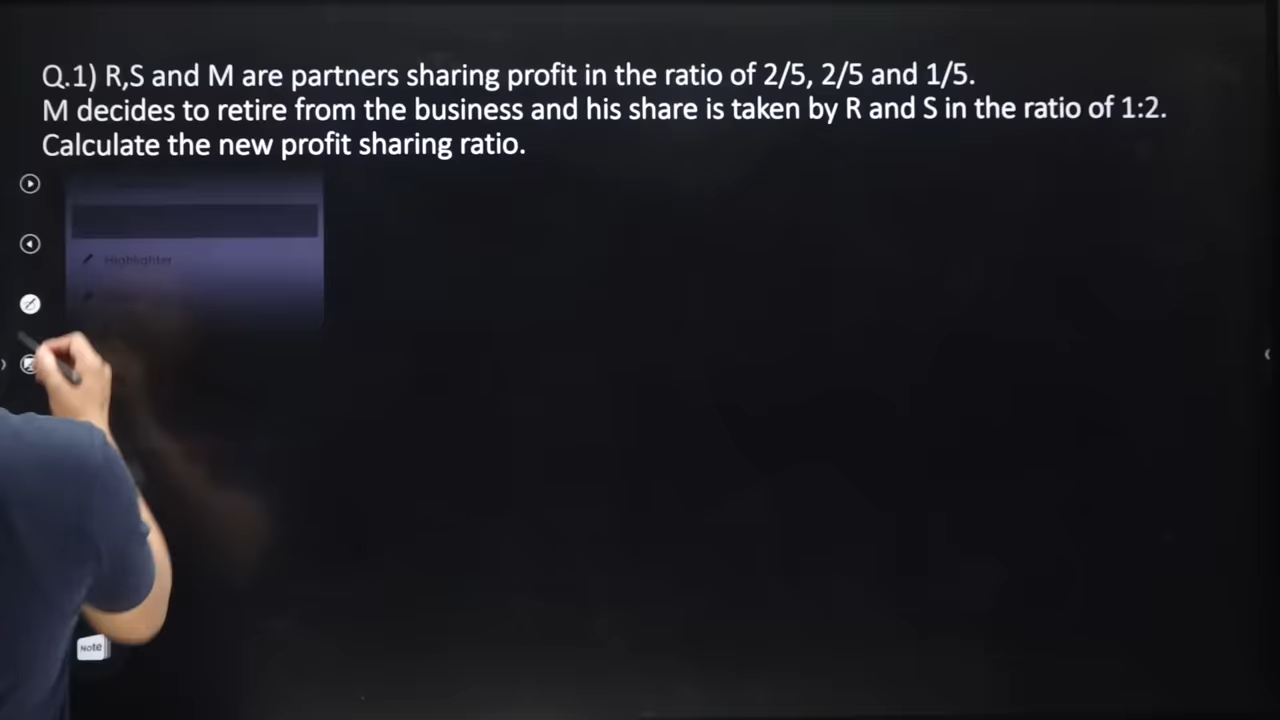 Q.1) R,S and M are partners sharing profit in the ratio of 2/5, 2/5 and 1/5.
M decides to retire from the business and his share is taken by R and S in the ratio of 1:2.
Calculate the new profit sharing ratio.
Highlighter
Note